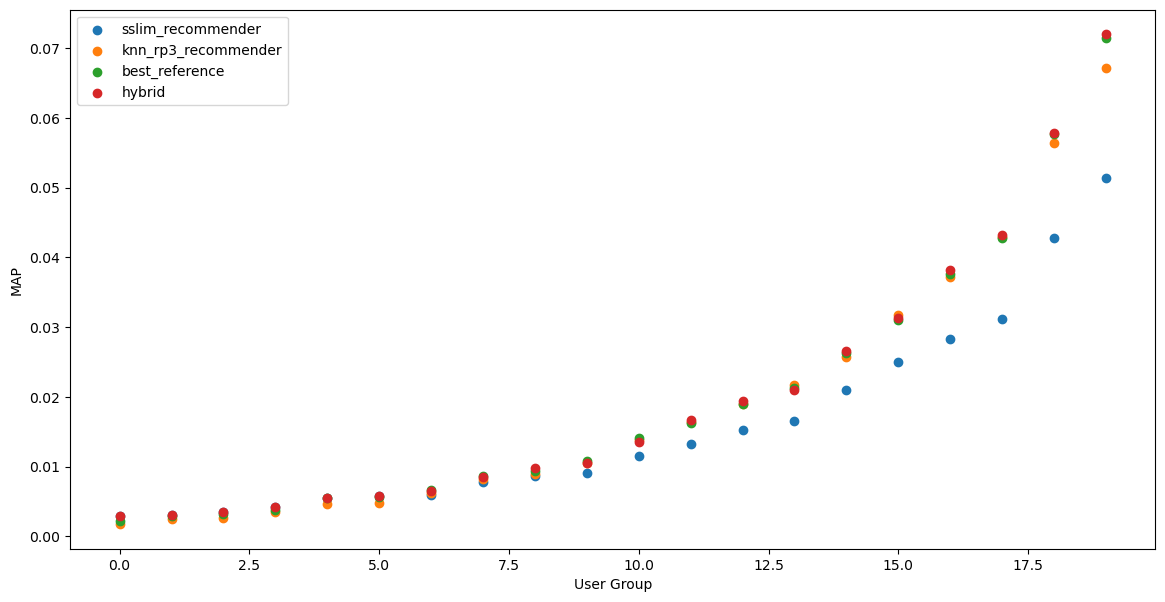 sslim_recommender
knn_rp3_recommender
best_reference
hybrid
0.07
0.06
0.05
0.04
0.03
0.02
0.01
0.00
MAP
0.0 2.5 5.0 7.5 10.0 12.5 15.0 17.5
User Group